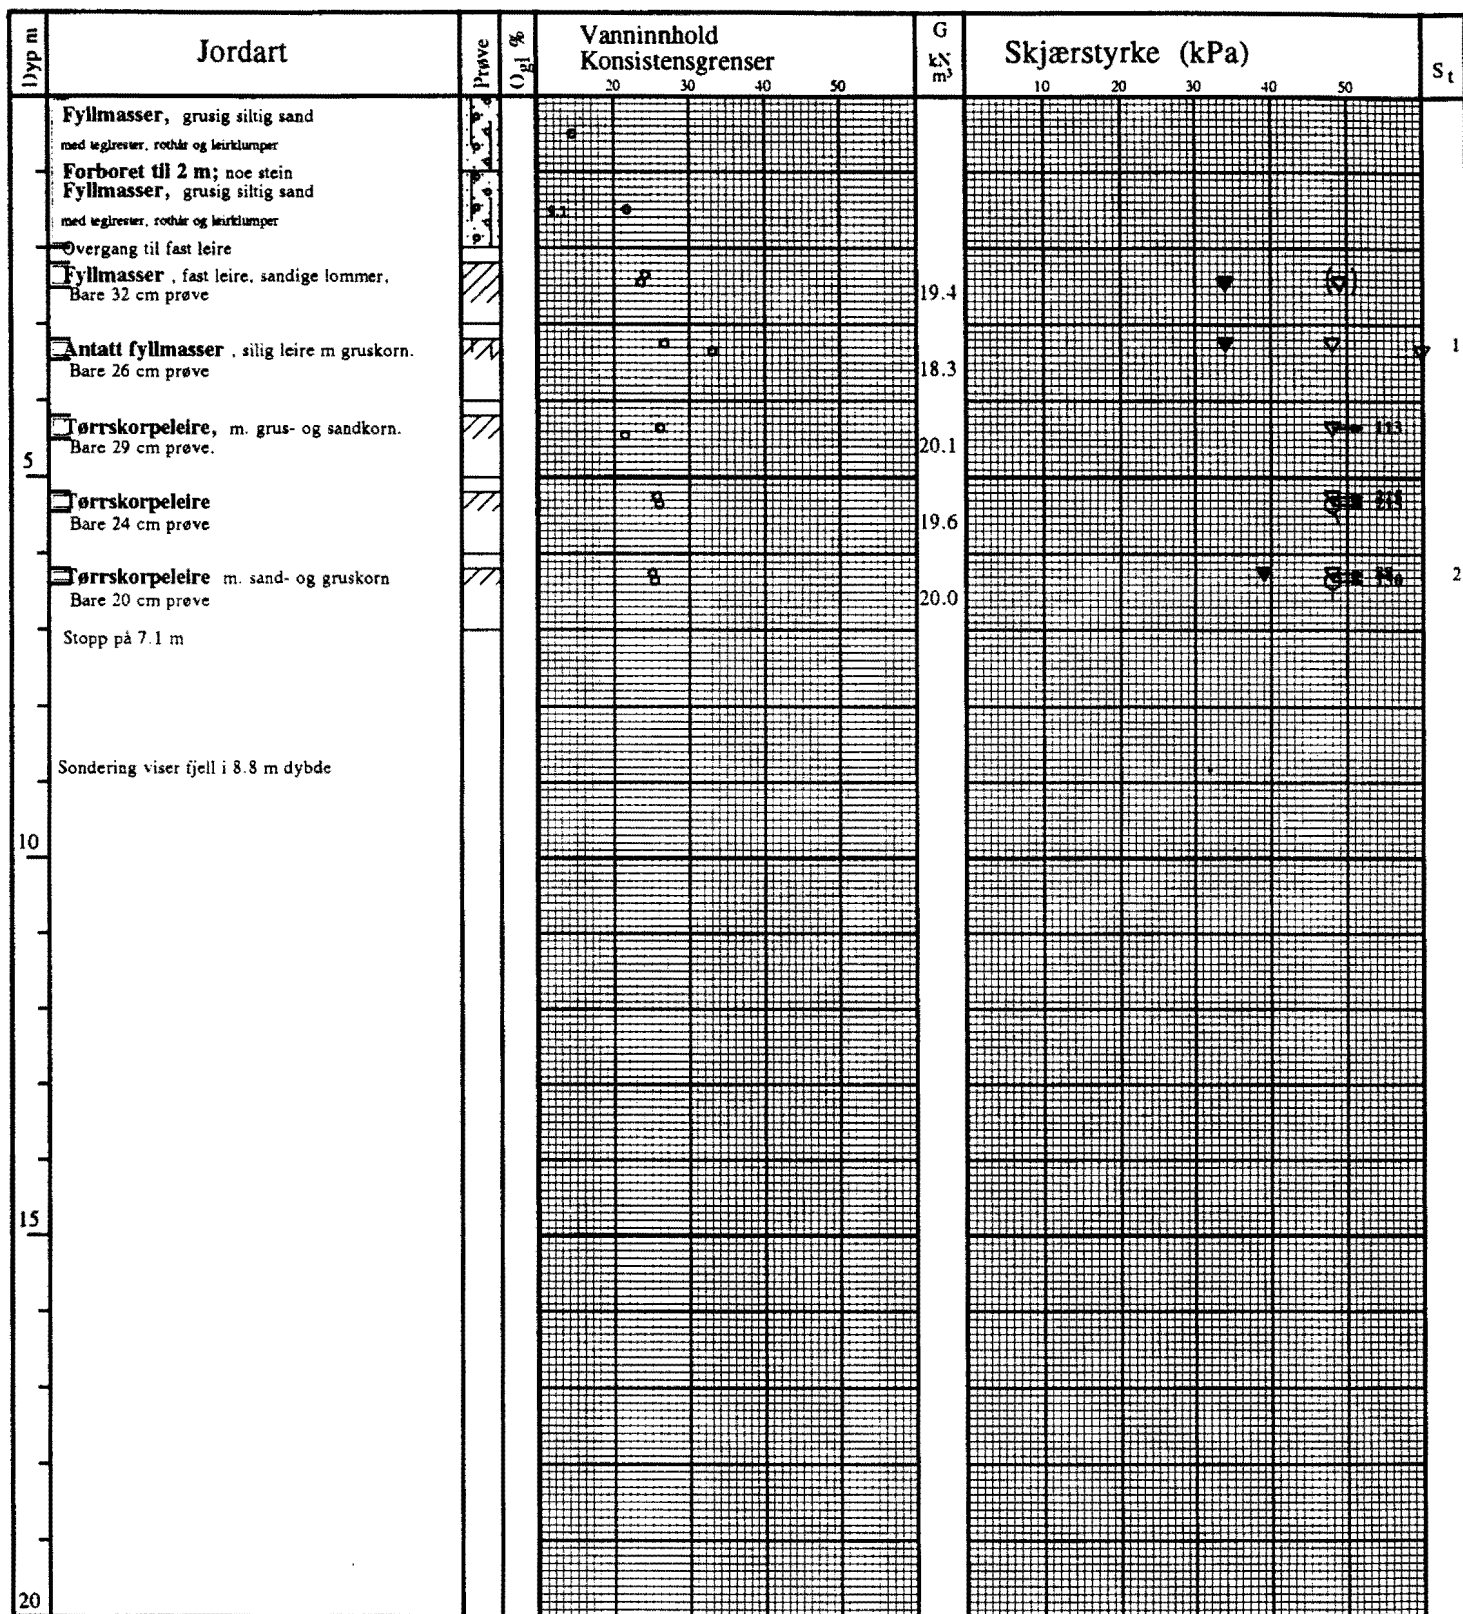 Dyp m
Jordart
Prøve
O gl %
Vanninnhold
Konsistensgrenser
20 30 40 50
G
kN
m³
Skjærstyrke (kPa)
10 20 30 40 50
S t
Fyllmasser, grusig siltig sand
med teglrester, rothår og leirklumper
Forboret til 2 m; noe stein
Fyllmasser, grusig siltig sand
med teglrester, rothår og leirklumper
Overgang til fast leire
Fyllmasser , fast leire, sandige lommer,
Bare 32 cm prøve
19.4
Antatt fyllmasser , silig leire m gruskorn.
Bare 26 cm prøve
18.3
1
Tørrskorpeleire, m. grus- og sandkorn.
Bare 29 cm prøve.
20.1
113
5
Tørrskorpeleire
Bare 24 cm prøve
19.6
Tørrskorpeleire m. sand- og gruskorn
Bare 20 cm prøve
20.0
2
Stopp på 7.1 m
Sondering viser fjell i 8.8 m dybde
10
15
20